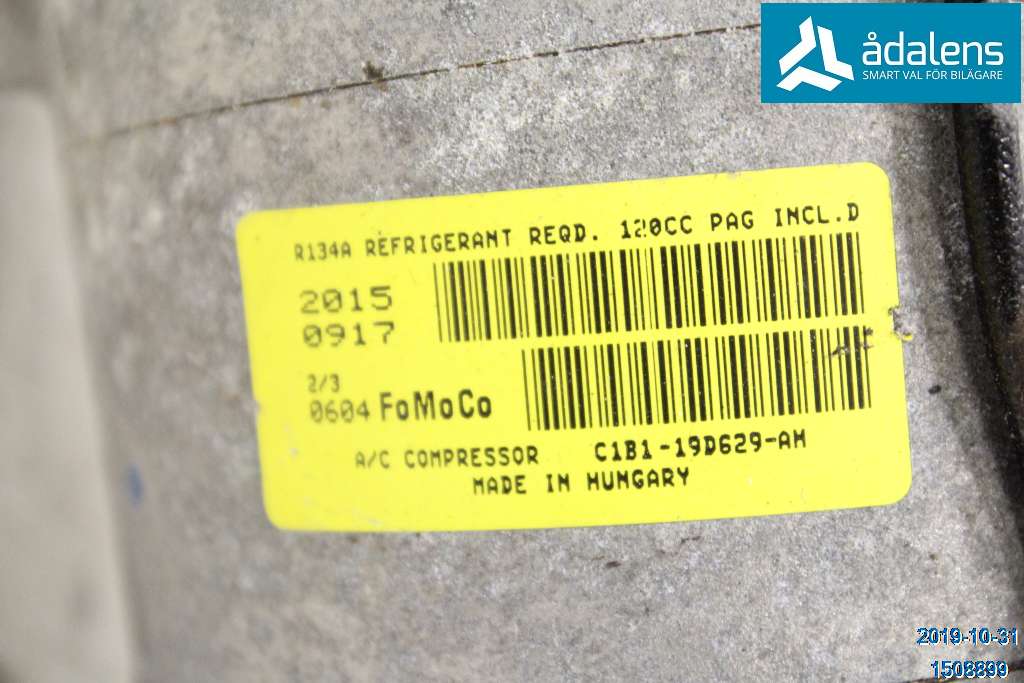 ådalens
SMART VAL FÖR BILÄGARE
R134A REFRIGERANT REQD. 120CC PAG INCL.D
2015
0917
2/3
0604 FoMoCo
A/C COMPRESSOR C1B1-19D629-AM
MADE IN HUNGARY
2019-10-31
1508899